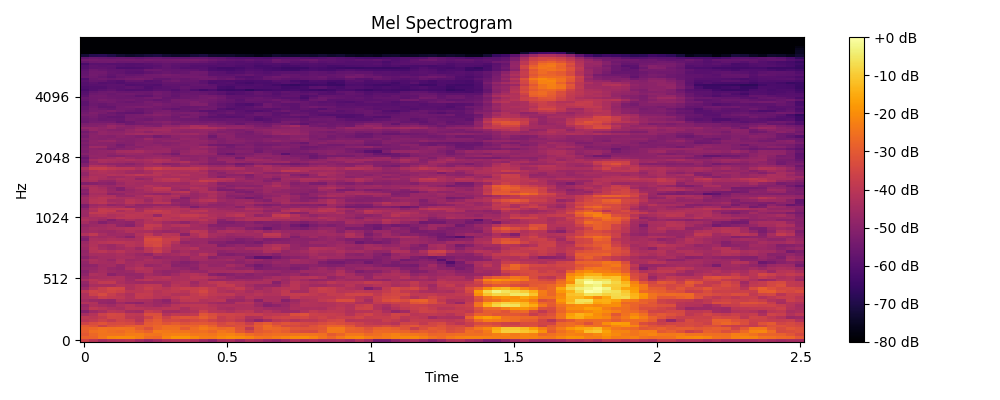 Mel Spectrogram
+0 dB
-10 dB
-20 dB
-30 dB
-40 dB
-50 dB
-60 dB
-70 dB
-80 dB
4096
2048
1024
512
0
Hz
0
0.5
1
1.5
2
2.5
Time